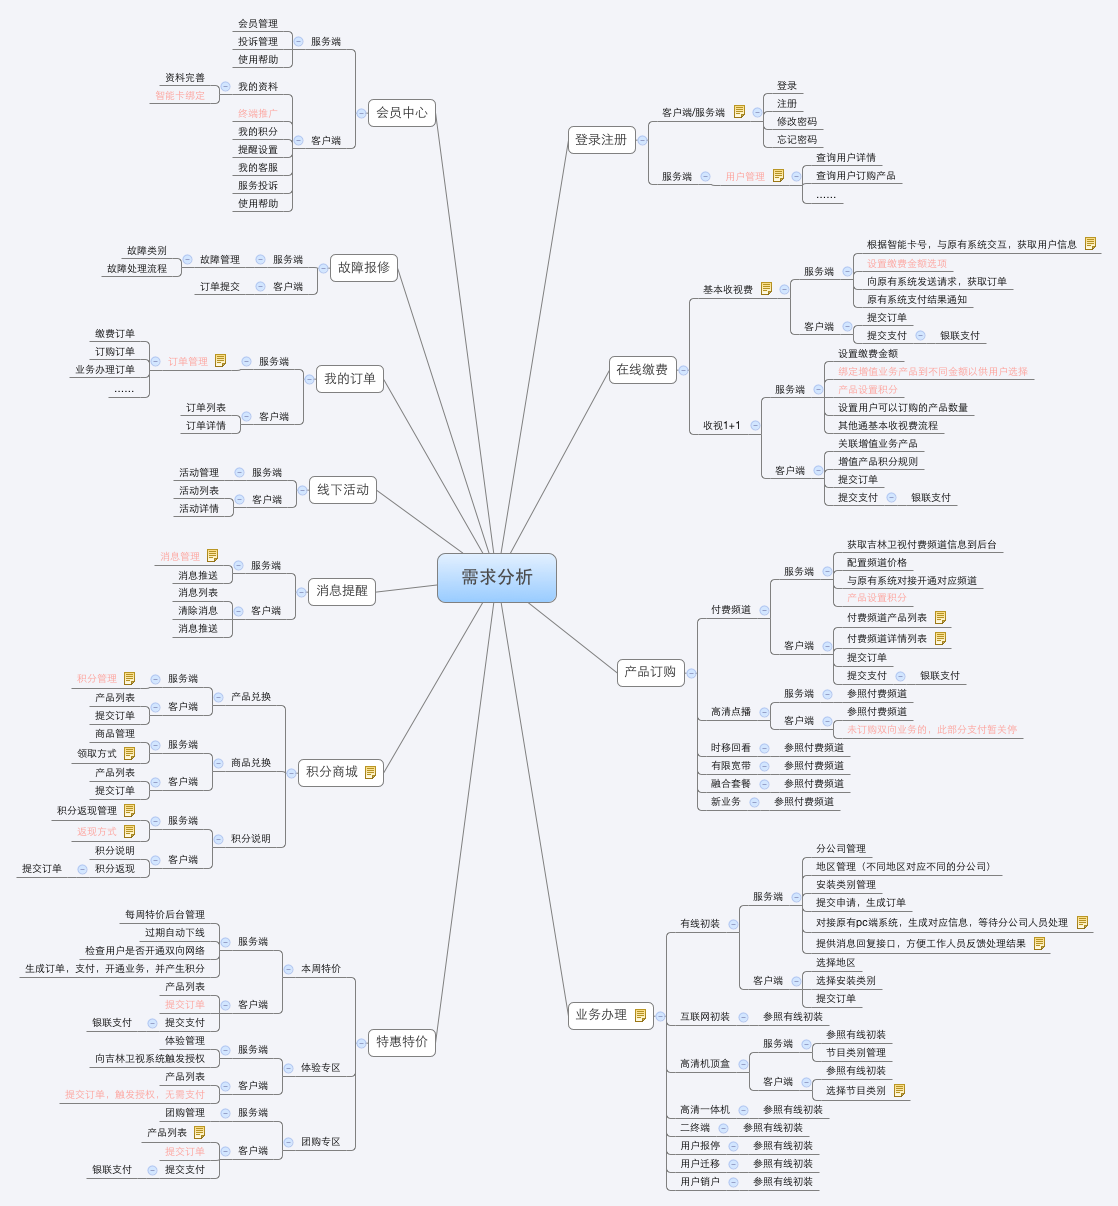 需求分析
会员中心
服务端
会员管理
投诉管理
使用帮助
客户端
我的资料
资料完善
智能卡绑定
终端推广
我的积分
提醒设置
我的客服
服务投诉
使用帮助
故障报修
服务端
故障管理
故障类别
故障处理流程
客户端
订单提交
我的订单
服务端
订单管理
缴费订单
订购订单
业务办理订单
……
客户端
订单列表
订单详情
线下活动
服务端
活动管理
客户端
活动列表
活动详情
消息提醒
服务端
消息管理
消息推送
客户端
消息列表
清除消息
消息推送
积分商城
产品兑换
服务端
积分管理
客户端
产品列表
提交订单
商品兑换
服务端
商品管理
领取方式
客户端
产品列表
提交订单
积分说明
服务端
积分返现管理
返现方式
客户端
积分说明
积分返现
提交订单
特惠特价
本周特价
服务端
每周特价后台管理
过期自动下线
检查用户是否开通双向网络
生成订单，支付，开通业务，并产生积分
客户端
产品列表
提交订单
提交支付
银联支付
体验专区
服务端
体验管理
向吉林卫视系统触发授权
客户端
产品列表
提交订单，触发授权，无需支付
团购专区
服务端
团购管理
客户端
产品列表
提交订单
提交支付
银联支付
登录注册
客户端/服务端
登录
注册
修改密码
忘记密码
服务端
用户管理
查询用户详情
查询用户订购产品
……
在线缴费
基本收视费
服务端
根据智能卡号，与原有系统交互，获取用户信息
设置缴费金额选项
向原有系统发送请求，获取订单
原有系统支付结果通知
客户端
提交订单
提交支付
银联支付
收视1+1
服务端
设置缴费金额
绑定增值业务产品到不同金额以供用户选择
产品设置积分
设置用户可以订购的产品数量
其他通基本收视费流程
客户端
关联增值业务产品
增值产品积分规则
提交订单
提交支付
银联支付
产品订购
付费频道
服务端
获取吉林卫视付费频道信息到后台
配置频道价格
与原有系统对接开通对应频道
产品设置积分
客户端
付费频道产品列表
付费频道详情列表
提交订单
提交支付
银联支付
高清点播
服务端
参照付费频道
客户端
参照付费频道
未订购双向业务的，此部分支付暂关停
时移回看
参照付费频道
有限宽带
参照付费频道
融合套餐
参照付费频道
新业务
参照付费频道
业务办理
有线初装
服务端
分公司管理
地区管理（不同地区对应不同的分公司）
安装类别管理
提交申请，生成订单
对接原有pc端系统，生成对应信息，等待分公司人员处理
提供消息回复接口，方便工作人员反馈处理结果
客户端
选择地区
选择安装类别
提交订单
互联网初装
参照有线初装
高清机顶盒
服务端
参照有线初装
节目类别管理
客户端
参照有线初装
选择节目类别
高清一体机
参照有线初装
二终端
参照有线初装
用户报停
参照有线初装
用户迁移
参照有线初装
用户销户
参照有线初装